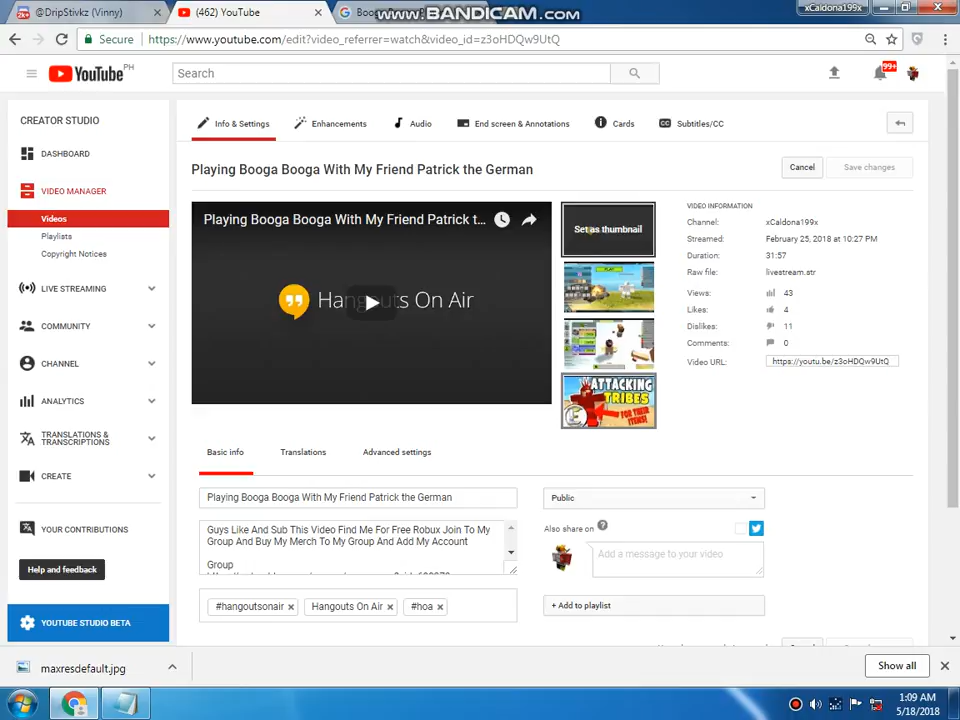 @DripStivkz (Vinny)
(462) YouTube
Booga
www.BANDICAM.com
xCaldona199x
Secure
https://www.youtube.com/edit?video_referrer=watch&video_id=z3oHDQw9UtQ
YouTube PH
Search
99+
CREATOR STUDIO
DASHBOARD
VIDEO MANAGER
Videos
Playlists
Copyright Notices
LIVE STREAMING
COMMUNITY
CHANNEL
ANALYTICS
TRANSLATIONS &
TRANSCRIPTIONS
CREATE
YOUR CONTRIBUTIONS
Help and feedback
YOUTUBE STUDIO BETA
Info & Settings
Enhancements
Audio
End screen & Annotations
CC
Cards
Subtitles/CC
Playing Booga Booga With My Friend Patrick the German
Cancel
Save changes
Playing Booga Booga With My Friend Patrick t...
Hangouts On Air
Set as thumbnail
PLAY
ATTACKING
TRIBES
FOR THEIR
ITEMS!
VIDEO INFORMATION
Channel: xCaldona199x
Streamed: February 25, 2018 at 10:27 PM
Duration: 31:57
Raw file: livestream.str
Views: 43
Likes: 4
Dislikes: 11
Comments: 0
Video URL: https://youtu.be/z3oHDQw9UtQ
Basic info
Translations
Advanced settings
Playing Booga Booga With My Friend Patrick the German
Guys Like And Sub This Video Find Me For Free Robux Join To My
Group And Buy My Merch To My Group And Add My Account
Group
#hangoutsonair ×
Hangouts On Air ×
#hoa ×
Public
Also share on
Add a message to your video
+ Add to playlist
maxresdefault.jpg
Show all
1:09 AM
5/18/2018